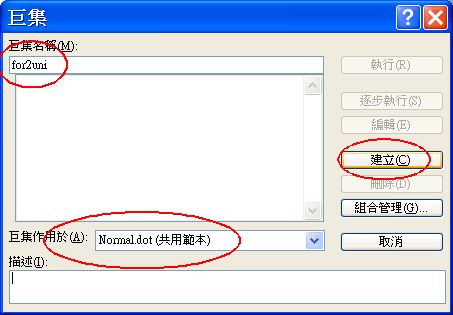 巨集
巨集名稱(M):
for2uni
執行(R)
逐步執行(S)
編輯(E)
建立(C)
刪除(D)
組合管理(G)...
巨集作用於(A):
Normal.dot (共用範本)
取消
描述(I):